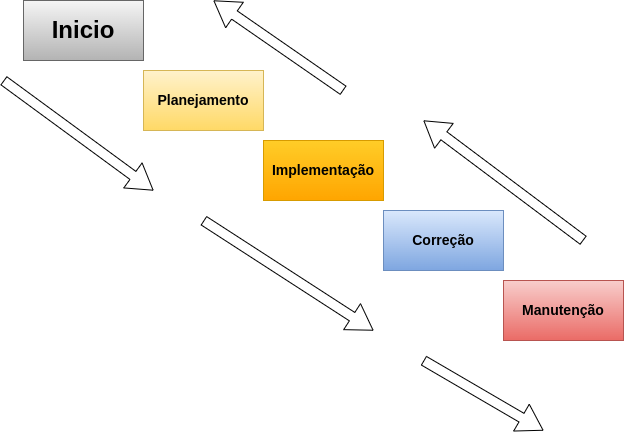 Inicio
Planejamento
Implementação
Correção
Manutenção